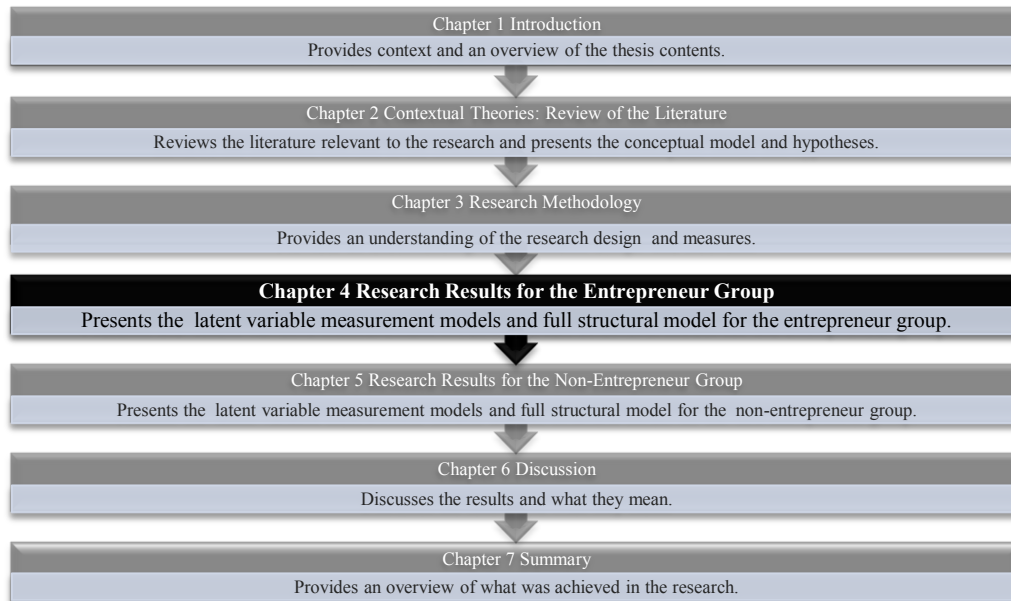 Chapter 1 Introduction
Provides context and an overview of the thesis contents.
Chapter 2 Contextual Theories: Review of the Literature
Reviews the literature relevant to the research and presents the conceptual model and hypotheses.
Chapter 3 Research Methodology
Provides an understanding of the research design and measures.
Chapter 4 Research Results for the Entrepreneur Group
Presents the latent variable measurement models and full structural model for the entrepreneur group.
Chapter 5 Research Results for the Non-Entrepreneur Group
Presents the latent variable measurement models and full structural model for the non-entrepreneur group.
Chapter 6 Discussion
Discusses the results and what they mean.
Chapter 7 Summary
Provides an overview of what was achieved in the research.